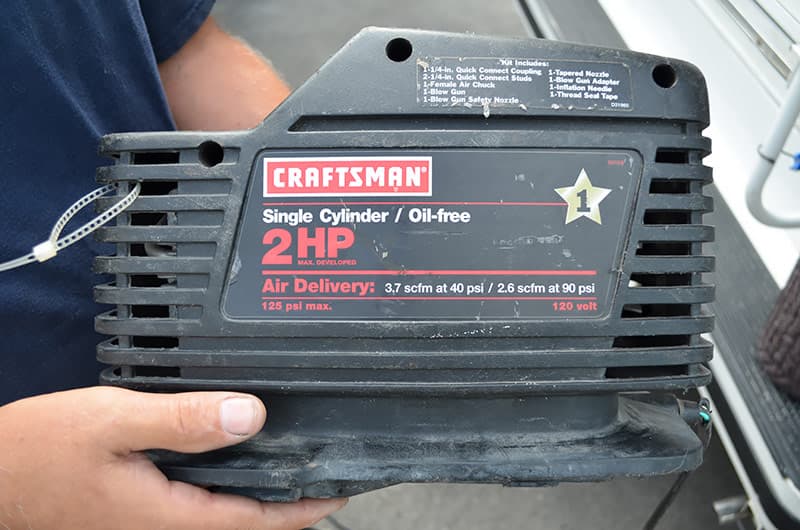 Kit Includes:
1-1/4-in. Quick Connect Coupling
2-1/4-in. Quick Connect Studs
1-Female Air Chuck
1-Blow Gun
1-Blow Gun Safety Nozzle
1-Tapered Nozzle
1-Blow Gun Adapter
1-Inflation Needle
1-Thread Seal Tape
D31965
CRAFTSMAN®
1
Single Cylinder / Oil-free
2 HP
MAX. DEVELOPED
Air Delivery: 3.7 scfm at 40 psi / 2.6 scfm at 90 psi
125 psi max. 120 volt